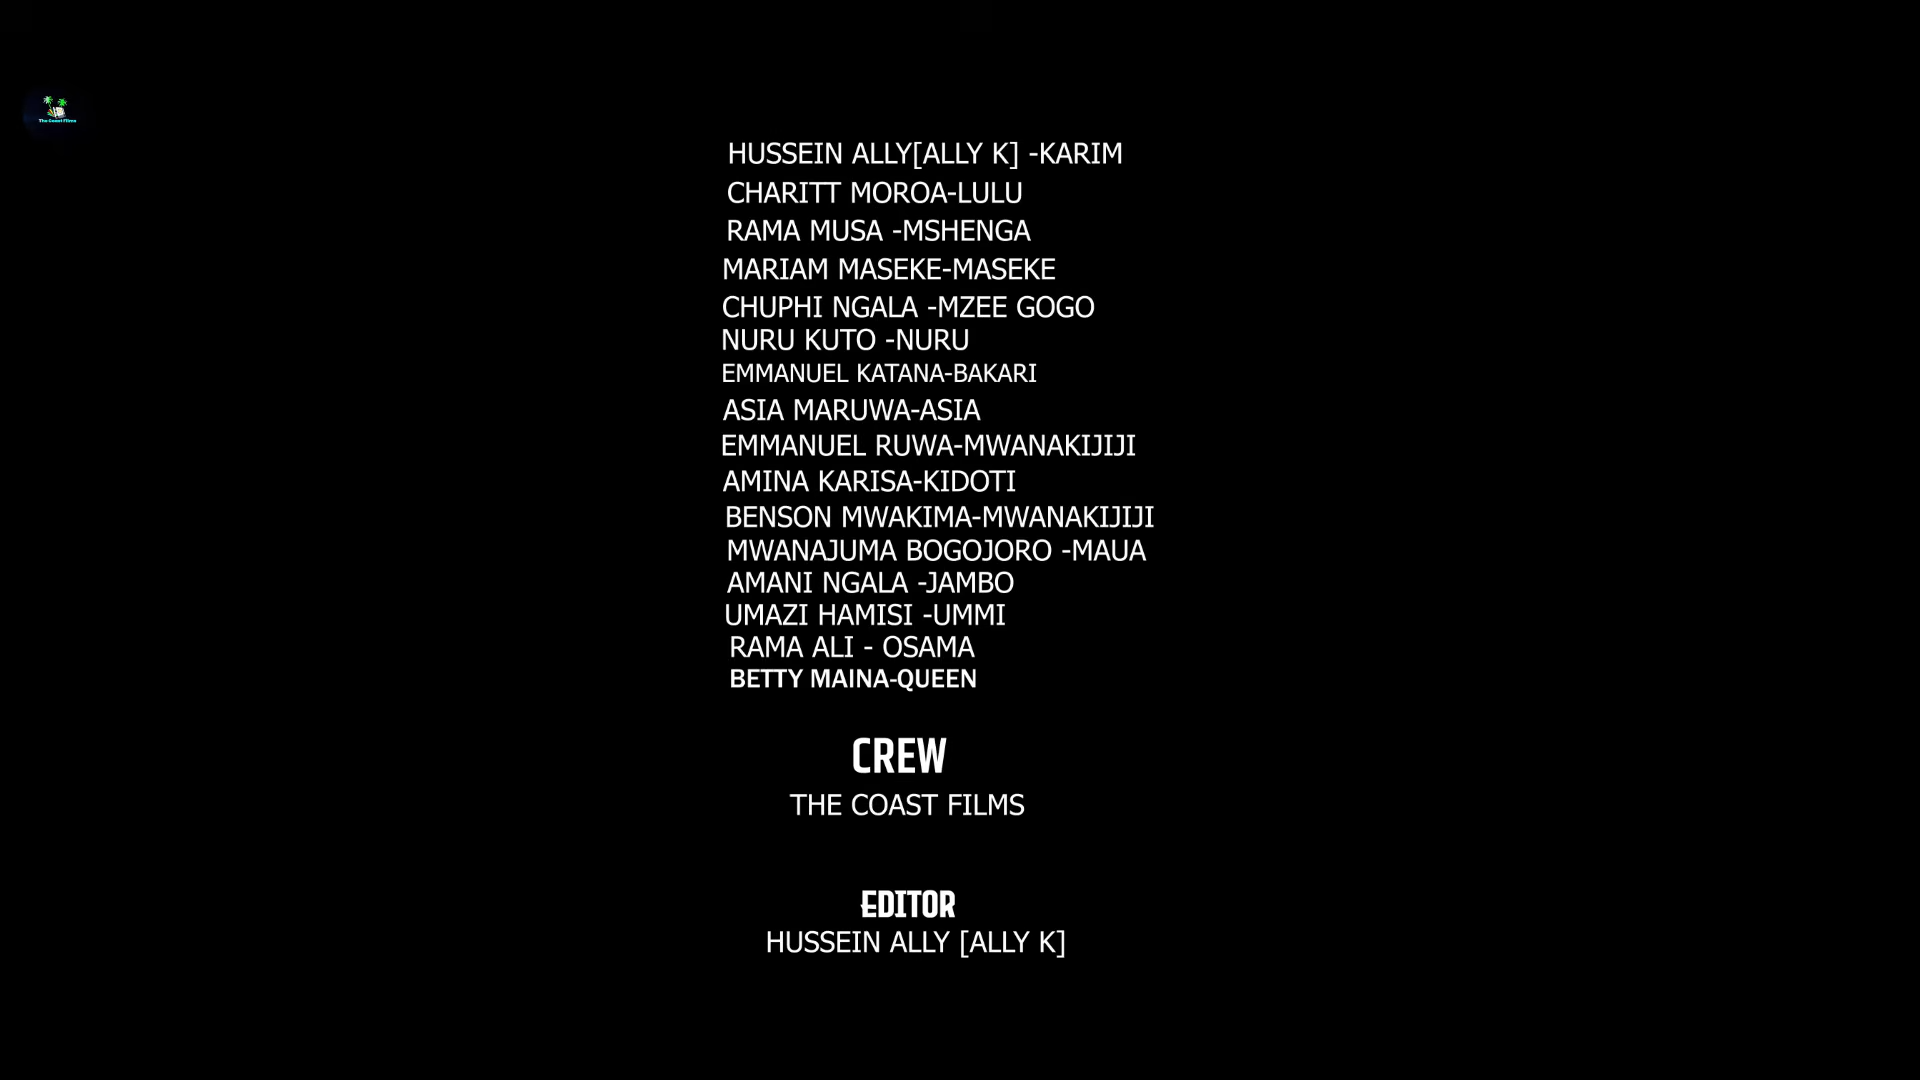 The Coast Films
HUSSEIN ALLY[ALLY K] -KARIM
CHARITT MOROA-LULU
RAMA MUSA -MSHENGA
MARIAM MASEKE-MASEKE
CHUPHI NGALA -MZEE GOGO
NURU KUTO -NURU
EMMANUEL KATANA-BAKARI
ASIA MARUWA-ASIA
EMMANUEL RUWA-MWANAKIJIJI
AMINA KARISA-KIDOTI
BENSON MWAKIMA-MWANAKIJIJI
MWANAJUMA BOGOJORO -MAUA
AMANI NGALA -JAMBO
UMAZI HAMISI -UMMI
RAMA ALI - OSAMA
BETTY MAINA-QUEEN
CREW
THE COAST FILMS
EDITOR
HUSSEIN ALLY [ALLY K]